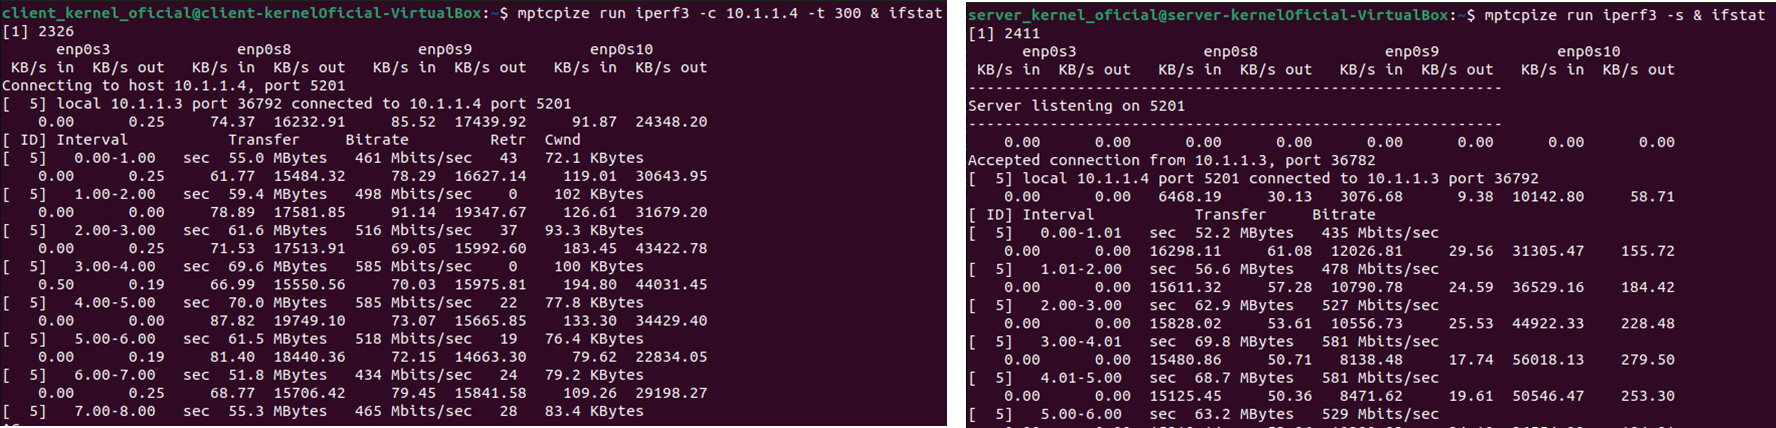 client_kernel_oficial@client-kernelOficial-VirtualBox:~$ mptcpize run iperf3 -c 10.1.1.4 -t 300 & ifstat
[1] 2326
enp0s3 enp0s8 enp0s9 enp0s10
KB/s in KB/s out KB/s in KB/s out KB/s in KB/s out KB/s in KB/s out
Connecting to host 10.1.1.4, port 5201
[ 5] local 10.1.1.3 port 36792 connected to 10.1.1.4 port 5201
0.00 0.25 74.37 16232.91 85.52 17439.92 91.87 24348.20
[ ID] Interval Transfer Bitrate Retr Cwnd
[ 5] 0.00-1.00 sec 55.0 MBytes 461 Mbits/sec 43 72.1 KBytes
0.00 0.25 61.77 15484.32 78.29 16627.14 119.01 30643.95
[ 5] 1.00-2.00 sec 59.4 MBytes 498 Mbits/sec 0 102 KBytes
0.00 0.00 78.89 17581.85 91.14 19347.67 126.61 31679.20
[ 5] 2.00-3.00 sec 61.6 MBytes 516 Mbits/sec 37 93.3 KBytes
0.00 0.25 71.53 17513.91 69.05 15992.60 183.45 43422.78
[ 5] 3.00-4.00 sec 69.6 MBytes 585 Mbits/sec 0 100 KBytes
0.50 0.19 66.99 15550.56 70.03 15975.81 194.80 44031.45
[ 5] 4.00-5.00 sec 70.0 MBytes 585 Mbits/sec 22 77.8 KBytes
0.00 0.00 87.82 19749.10 73.07 15665.85 133.30 34429.40
[ 5] 5.00-6.00 sec 61.5 MBytes 518 Mbits/sec 19 76.4 KBytes
0.00 0.19 81.40 18440.36 72.15 14663.30 79.62 22834.05
[ 5] 6.00-7.00 sec 51.8 MBytes 434 Mbits/sec 24 79.2 KBytes
0.00 0.25 68.77 15706.42 79.45 15841.58 109.26 29198.27
[ 5] 7.00-8.00 sec 55.3 MBytes 465 Mbits/sec 28 83.4 KBytes
server_kernel_oficial@server-kernelOficial-VirtualBox:~$ mptcpize run iperf3 -s & ifstat
[1] 2411
enp0s3 enp0s8 enp0s9 enp0s10
KB/s in KB/s out KB/s in KB/s out KB/s in KB/s out KB/s in KB/s out
-----------------------------------------------------------
Server listening on 5201
-----------------------------------------------------------
0.00 0.00 0.00 0.00 0.00 0.00 0.00 0.00
Accepted connection from 10.1.1.3, port 36782
[ 5] local 10.1.1.4 port 5201 connected to 10.1.1.3 port 36792
0.00 0.00 6468.19 30.13 3076.68 9.38 10142.80 58.71
[ ID] Interval Transfer Bitrate
[ 5] 0.00-1.01 sec 52.2 MBytes 435 Mbits/sec
0.00 0.00 16298.11 61.08 12026.81 29.56 31305.47 155.72
[ 5] 1.01-2.00 sec 56.6 MBytes 478 Mbits/sec
0.00 0.00 15611.32 57.28 10790.78 24.59 36529.16 184.42
[ 5] 2.00-3.00 sec 62.9 MBytes 527 Mbits/sec
0.00 0.00 15828.02 53.61 10556.73 25.53 44922.33 228.48
[ 5] 3.00-4.01 sec 69.8 MBytes 581 Mbits/sec
0.00 0.00 15480.86 50.71 8138.48 17.74 56018.13 279.50
[ 5] 4.01-5.00 sec 68.7 MBytes 581 Mbits/sec
0.00 0.00 15125.45 50.36 8471.62 19.61 50546.47 253.30
[ 5] 5.00-6.00 sec 63.2 MBytes 529 Mbits/sec